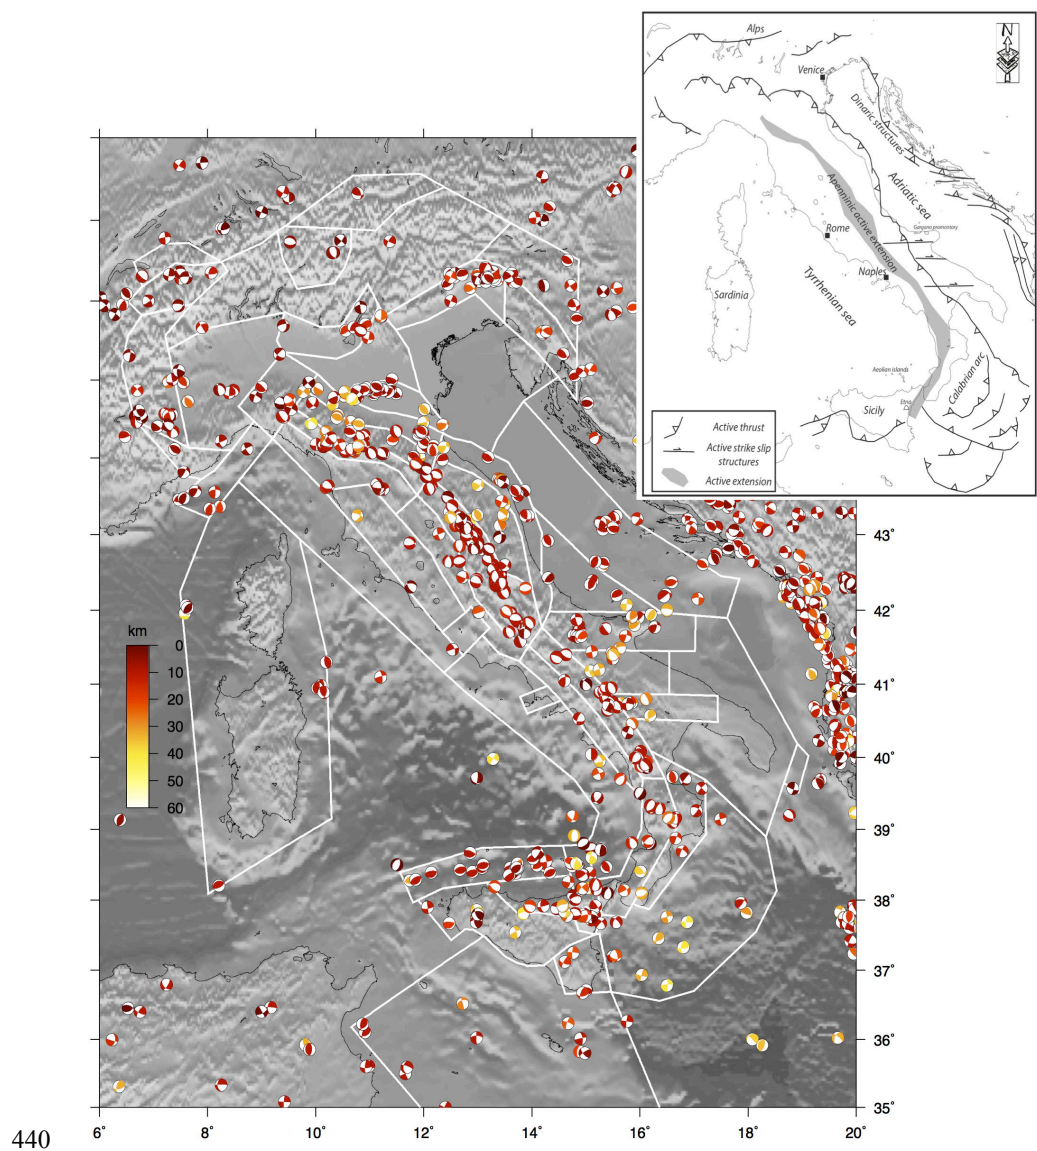 Alps
N
Venice
Dinaric structures
Adriatic sea
Apenninic active extension
Gargano promontory
Rome
Naples
Tyrrhenian sea
Sardinia
Aeolian islands
Calabrian arc
Etna
Sicily
Active thrust
Active strike slip
structures
Active extension
43°
42°
41°
40°
39°
38°
37°
36°
35°
km
0
10
20
30
40
50
60
6°
8°
10°
12°
14°
16°
18°
20°
440